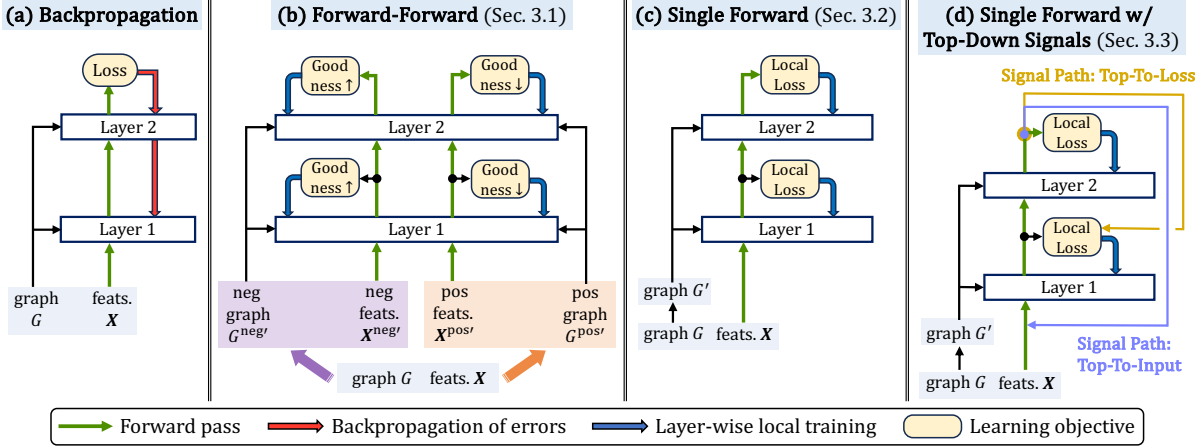 (a) Backpropagation
Loss
Layer 2
Layer 1
graph
G
feats.
X
(b) Forward-Forward (Sec. 3.1)
Good
ness ↑
Good
ness ↓
Layer 2
Good
ness ↑
Good
ness ↓
Layer 1
neg
graph
G^neg′
neg
feats.
X^neg′
pos
feats.
X^pos′
pos
graph
G^pos′
graph G feats. X
(c) Single Forward (Sec. 3.2)
Local
Loss
Layer 2
Local
Loss
Layer 1
graph G′
graph G feats. X
(d) Single Forward w/
Top-Down Signals (Sec. 3.3)
Signal Path: Top-To-Loss
Local
Loss
Layer 2
Local
Loss
Layer 1
graph G′
Signal Path:
Top-To-Input
graph G feats. X
Forward pass
Backpropagation of errors
Layer-wise local training
Learning objective